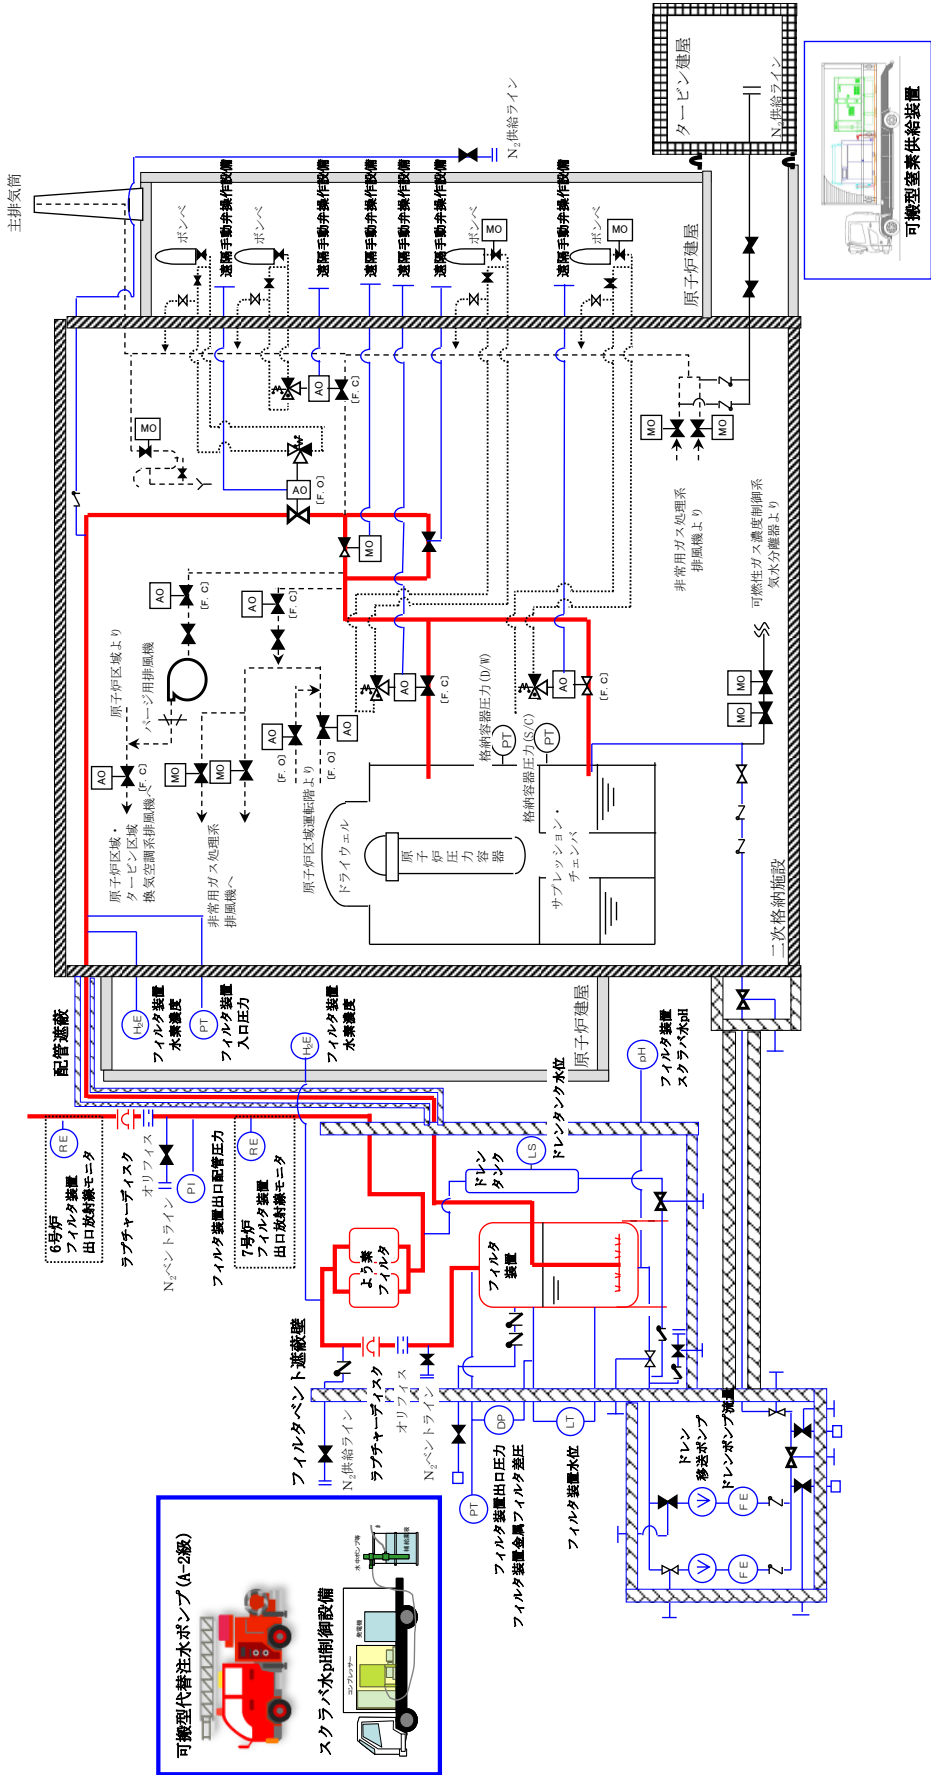 主排気筒
N₂供給ライン
タービン建屋
N₂供給ライン
可搬型窒素供給装置
原子炉建屋
ボンベ
遠隔手動弁操作設備
ボンベ
遠隔手動弁操作設備
遠隔手動弁操作設備
遠隔手動弁操作設備
遠隔手動弁操作設備
ボンベ
MO
遠隔手動弁操作設備
ボンベ
MO
MO
AO
[F.C]
AO
[F.O]
MO
MO
MO
非常用ガス処理系
排風機より
可燃性ガス濃度制御系
気水分離器より
MO
AO
[F.C]
AO
[F.C]
AO
[F.C]
AO
[F.C]
MO
MO
原子炉区域より
パージ用排風機
AO
[F.C]
原子炉区域・
タービン区域
換気空調系排風機へ
MO
MO
非常用ガス処理系
排風機へ
AO
[F.O]
AO
[F.O]
原子炉区域運転階より
格納容器圧力(D/W)
PT
格納容器圧力(S/C)
PT
ドライウェル
原子炉圧力容器
サプレッション・
チェンバ
二次格納施設
配管遮蔽
H₂E
フィルタ装置
水素濃度
PT
フィルタ装置
入口圧力
H₂E
フィルタ装置
水素濃度
原子炉建屋
pH
フィルタ装置
スクラバ水pH
RE
6号炉
フィルタ装置
出口放射線モニタ
ラプチャーディスク
オリフィス
N₂ベントライン
PI
フィルタ装置出口配管圧力
RE
7号炉
フィルタ装置
出口放射線モニタ
よう素
フィルタ
ドレン
タンク
LS
ドレンタンク水位
フィルタ
装置
フィルタベント遮蔽壁
N₂供給ライン
ラプチャーディスク
オリフィス
N₂ベントライン
PT
フィルタ装置出口圧力
DP
フィルタ装置金属フィルタ差圧
LT
フィルタ装置水位
ドレン
移送ポンプ
ドレンポンプ流量
FE
FE
可搬型代替注水ポンプ(A-2級)
スクラバ水pH制御設備
コンプレッサー
発電機
水中ポンプ等